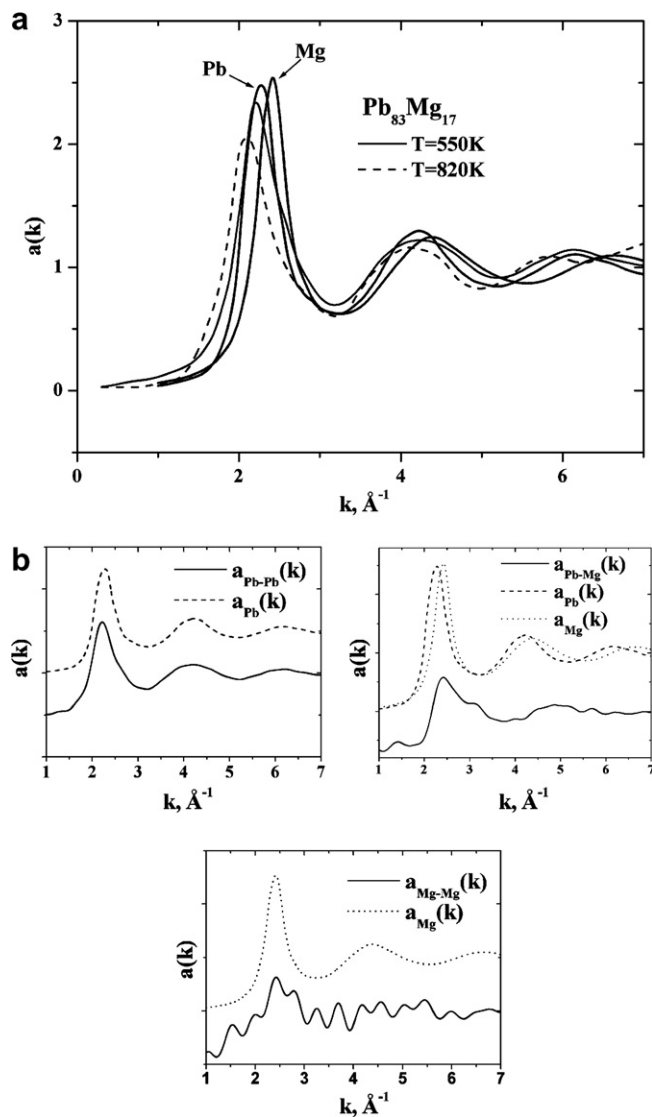 a
3
2
1
0
a(k)
Pb
Mg
Pb83Mg17
T=550K
T=820K
0 2 4 6
k, Å-1
b
a(k)
aPb-Pb(k)
aPb(k)
1 2 3 4 5 6 7
k, Å-1
a(k)
aPb-Mg(k)
aPb(k)
aMg(k)
1 2 3 4 5 6 7
k, Å-1
a(k)
aMg-Mg(k)
aMg(k)
1 2 3 4 5 6 7
k, Å-1